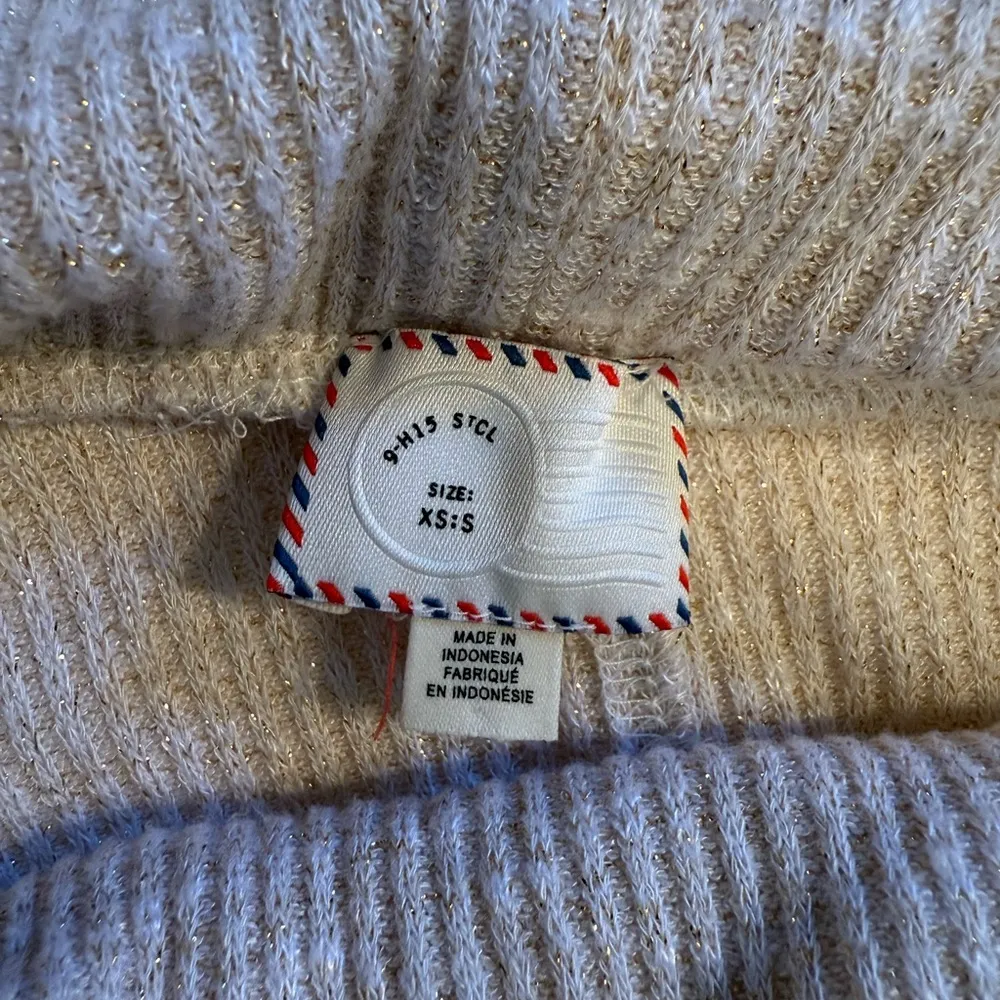 9-H15 STCL
SIZE:
XS:S
MADE IN
INDONESIA
FABRIQUÉ
EN INDONÉSIE